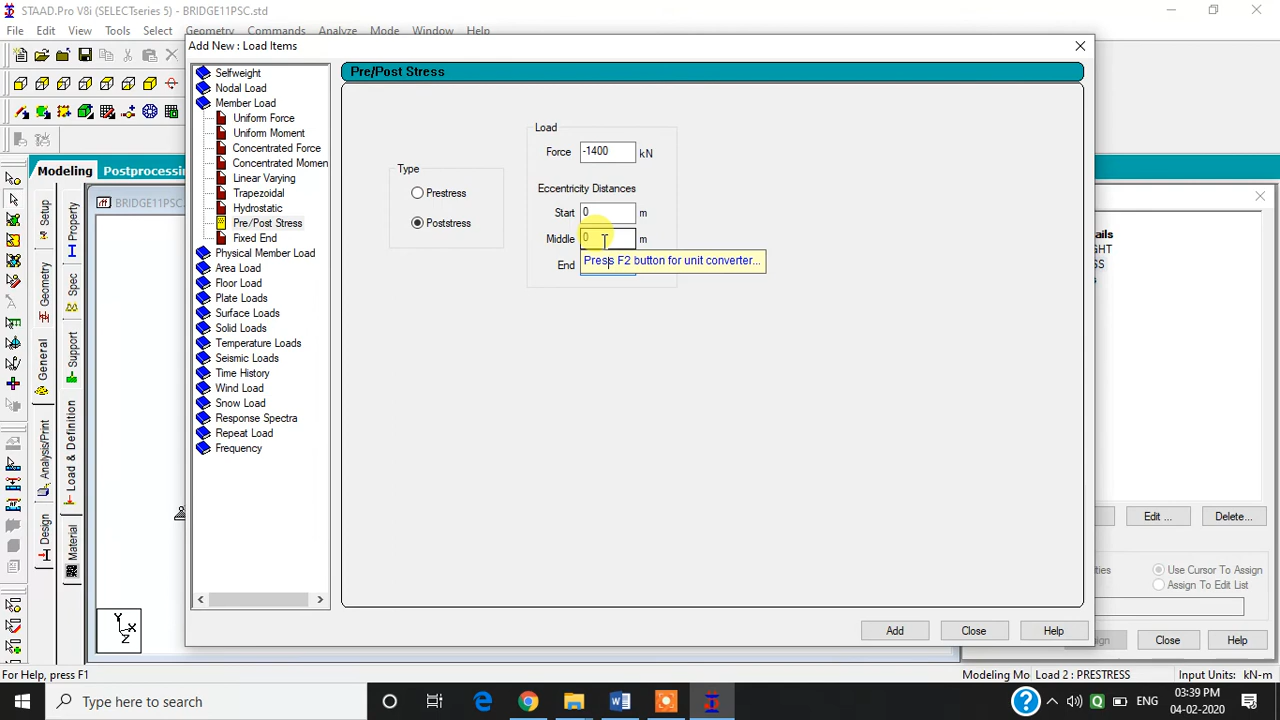 STAAD.Pro V8i (SELECTseries 5) - BRIDGE11PSC.std
File Edit View Tools Select Geometry Commands Analyze Mode Window Help
Add New : Load Items
Selfweight
Nodal Load
Member Load
Uniform Force
Uniform Moment
Concentrated Force
Concentrated Momen
Linear Varying
Trapezoidal
Hydrostatic
Pre/Post Stress
Fixed End
Physical Member Load
Area Load
Floor Load
Plate Loads
Surface Loads
Solid Loads
Temperature Loads
Seismic Loads
Time History
Wind Load
Snow Load
Response Spectra
Repeat Load
Frequency
Pre/Post Stress
Type
Prestress
Poststress
Load
Force -1400 kN
Eccentricity Distances
Start 0 m
Middle 0 m
End
Press F2 button for unit converter...
Add Close Help
Modeling Postprocessing
BRIDGE11PSC.
Setup
Geometry
General
Analysis/Print
Design
Property
Spec
Support
Load & Definition
Material
ails
GHT
SS
s
Edit ... Delete...
ities
Use Cursor To Assign
Assign To Edit List
ign Close Help
Y
X
Z
For Help, press F1
Modeling Mo Load 2 : PRESTRESS Input Units: kN-m
Type here to search
ENG
03:39 PM
04-02-2020